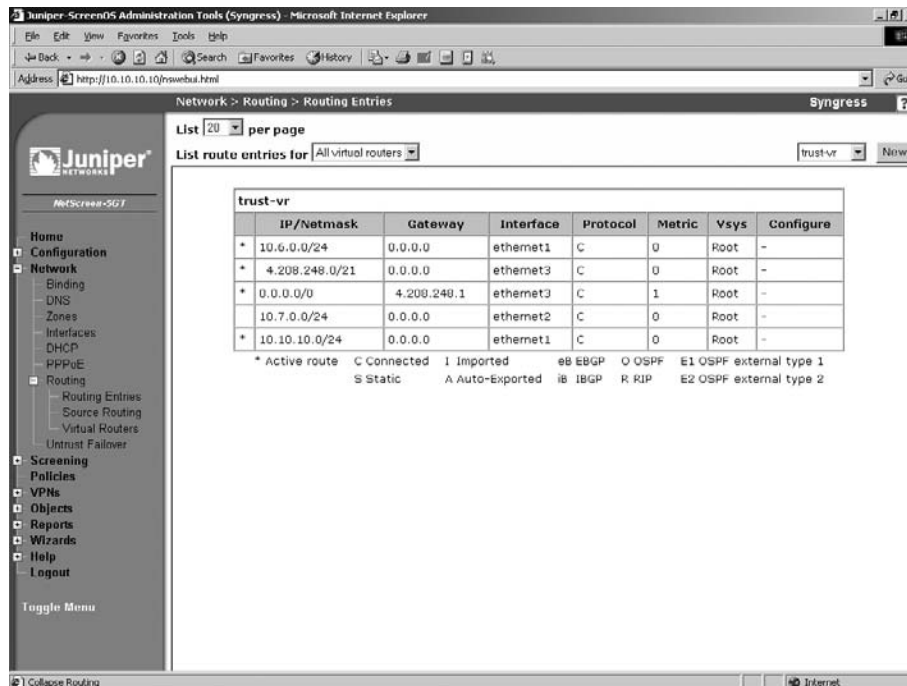 Juniper-ScreenOS Administration Tools (Syngress) - Microsoft Internet Explorer
File Edit View Favorites Tools Help
Back Search Favorites History
Address http://10.10.10.10/nswebui.html
Network > Routing > Routing Entries Syngress ?
List 20 per page
List route entries for All virtual routers trust-vr New
Juniper
NETWORKS
NetScreen-5GT
Home
Configuration
Network
Binding
DNS
Zones
Interfaces
DHCP
PPPoE
Routing
Routing Entries
Source Routing
Virtual Routers
Untrust Failover
Screening
Policies
VPNs
Objects
Reports
Wizards
Help
Logout
Toggle Menu
trust-vr
IP/Netmask Gateway Interface Protocol Metric Vsys Configure
* 10.6.0.0/24 0.0.0.0 ethernet1 C 0 Root -
* 4.208.248.0/21 0.0.0.0 ethernet3 C 0 Root -
* 0.0.0.0/0 4.208.248.1 ethernet3 C 1 Root -
10.7.0.0/24 0.0.0.0 ethernet2 C 0 Root -
* 10.10.10.0/24 0.0.0.0 ethernet1 C 0 Root -
* Active route C Connected I Imported eB EBGP O OSPF E1 OSPF external type 1
S Static A Auto-Exported iB IBGP R RIP E2 OSPF external type 2
Collapse Routing Internet